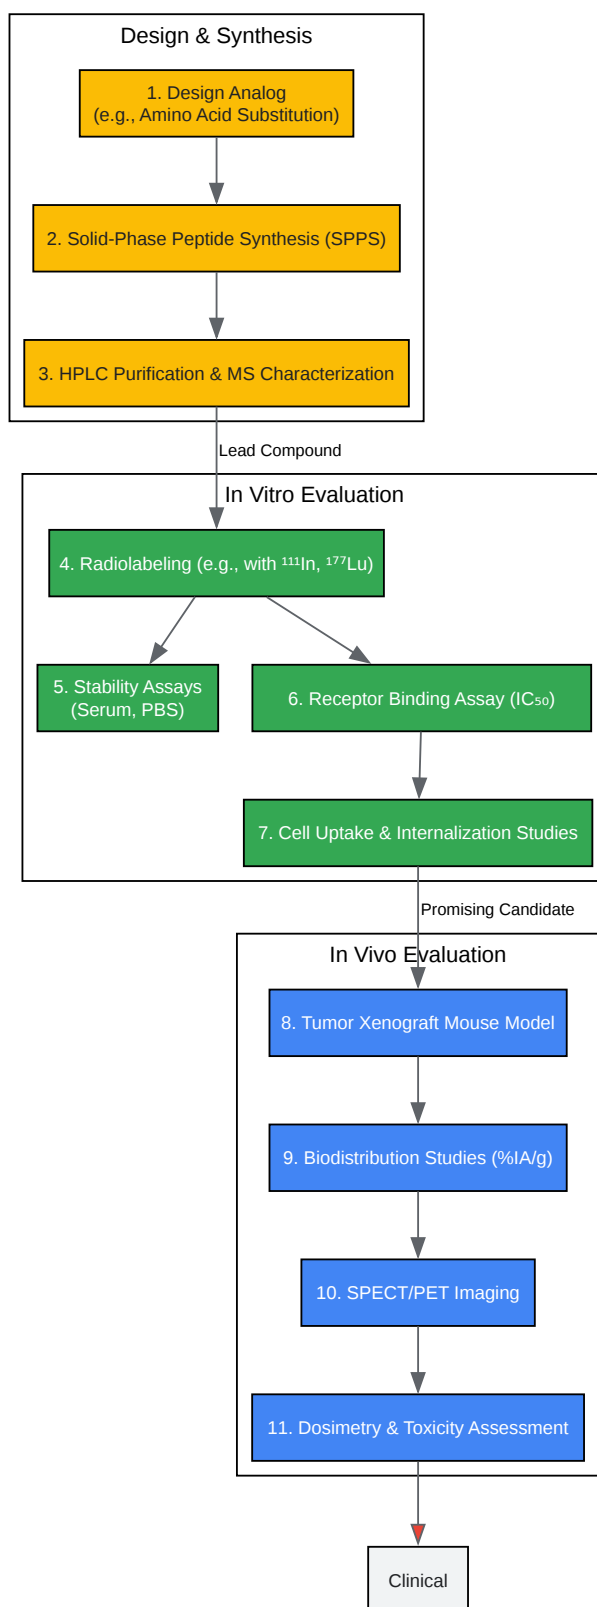 Design & Synthesis
1. Design Analog
(e.g., Amino Acid Substitution)
2. Solid-Phase Peptide Synthesis (SPPS)
3. HPLC Purification & MS Characterization
Lead Compound
In Vitro Evaluation
4. Radiolabeling (e.g., with ¹¹¹In, ¹⁷⁷Lu)
5. Stability Assays
(Serum, PBS)
6. Receptor Binding Assay (IC₅₀)
7. Cell Uptake & Internalization Studies
Promising Candidate
In Vivo Evaluation
8. Tumor Xenograft Mouse Model
9. Biodistribution Studies (%IA/g)
10. SPECT/PET Imaging
11. Dosimetry & Toxicity Assessment
Clinical